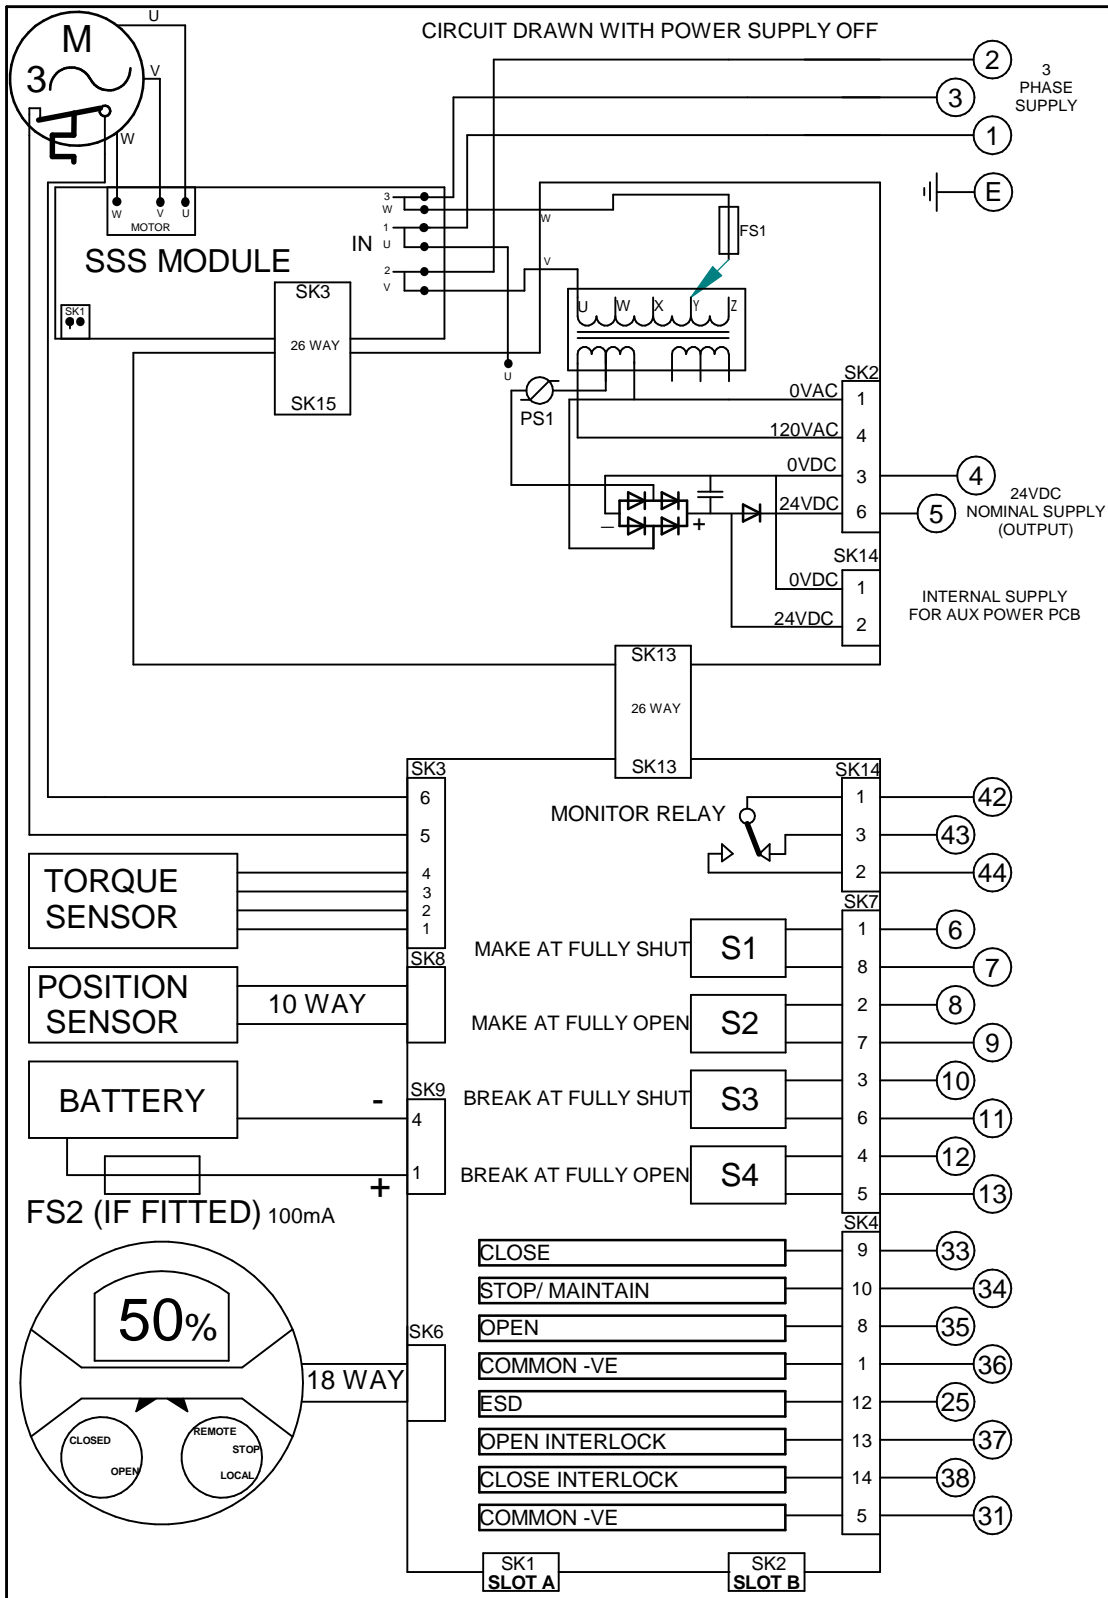 U
CIRCUIT DRAWN WITH POWER SUPPLY OFF
M
3
V
W
2
3
PHASE
SUPPLY
3
1
E
W
V
U
MOTOR
SSS MODULE
IN
3
W
1
U
2
V
W
V
U
FS1
U W X Y Z
SK1
SK3
26 WAY
SK15
PS1
SK2
0VAC 1
120VAC 4
0VDC 3 4
24VDC 6 5
24VDC
NOMINAL SUPPLY
(OUTPUT)
–
+
SK14
0VDC 1
24VDC 2
INTERNAL SUPPLY
FOR AUX POWER PCB
SK13
26 WAY
SK13
SK3
6
5
4
3
2
1
TORQUE
SENSOR
SK8
POSITION
SENSOR
10 WAY
SK9
BATTERY
-
4
1
+
FS2 (IF FITTED) 100mA
50%
SK6
18 WAY
CLOSED
OPEN
REMOTE
STOP
LOCAL
MONITOR RELAY
SK14
1 42
3 43
2 44
SK7
MAKE AT FULLY SHUT S1
1 6
8 7
MAKE AT FULLY OPEN S2
2 8
7 9
BREAK AT FULLY SHUT S3
3 10
6 11
BREAK AT FULLY OPEN S4
4 12
5 13
SK4
CLOSE 9 33
STOP/ MAINTAIN 10 34
OPEN 8 35
COMMON -VE 1 36
ESD 12 25
OPEN INTERLOCK 13 37
CLOSE INTERLOCK 14 38
COMMON -VE 5 31
SK1
SLOT A
SK2
SLOT B